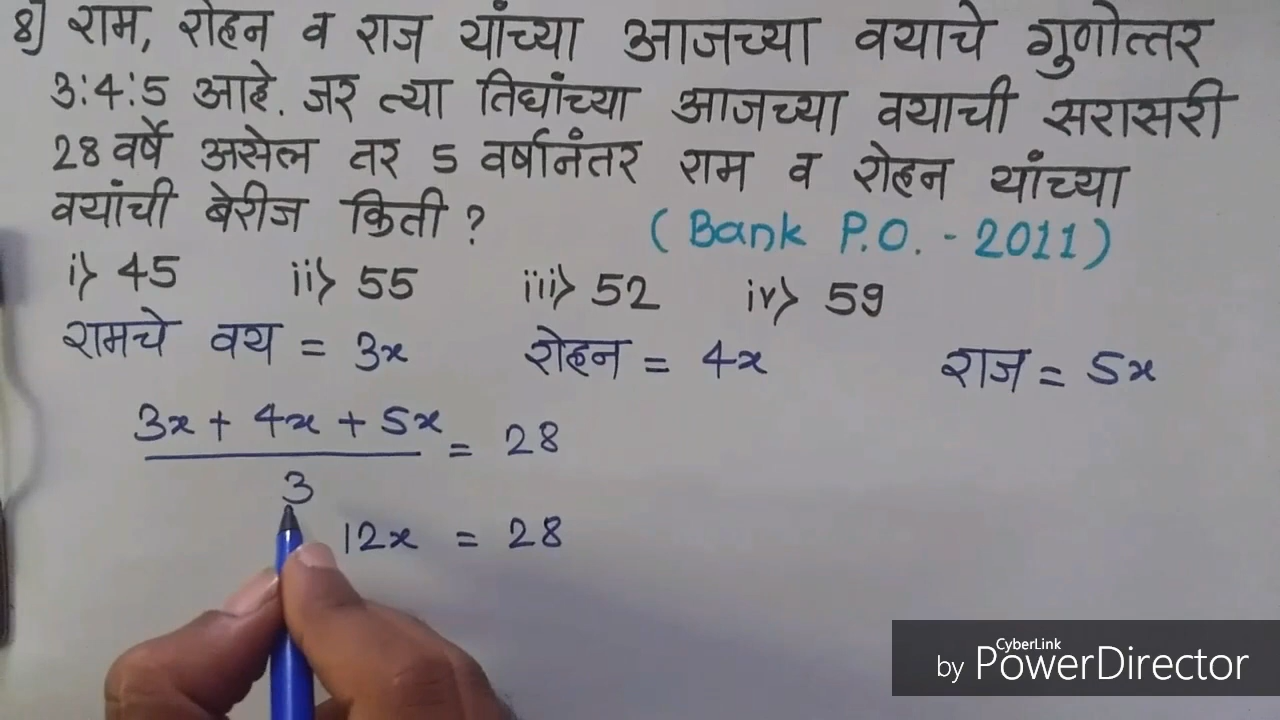 8] राम, रोहन व राज यांच्या आजच्या वयाचे गुणोत्तर
3:4:5 आहे. जर त्या तिघांच्या आजच्या वयाची सरासरी
28 वर्षे असेल तर 5 वर्षानंतर राम व रोहन यांच्या
वयांची बेरीज किती ?
(Bank P.O. - 2011)
i) 45 ii) 55 iii) 52 iv) 59
रामचे वय = 3x रोहन = 4x राज = 5x
3x + 4x + 5x = 28
3
12x = 28
CyberLink
by PowerDirector